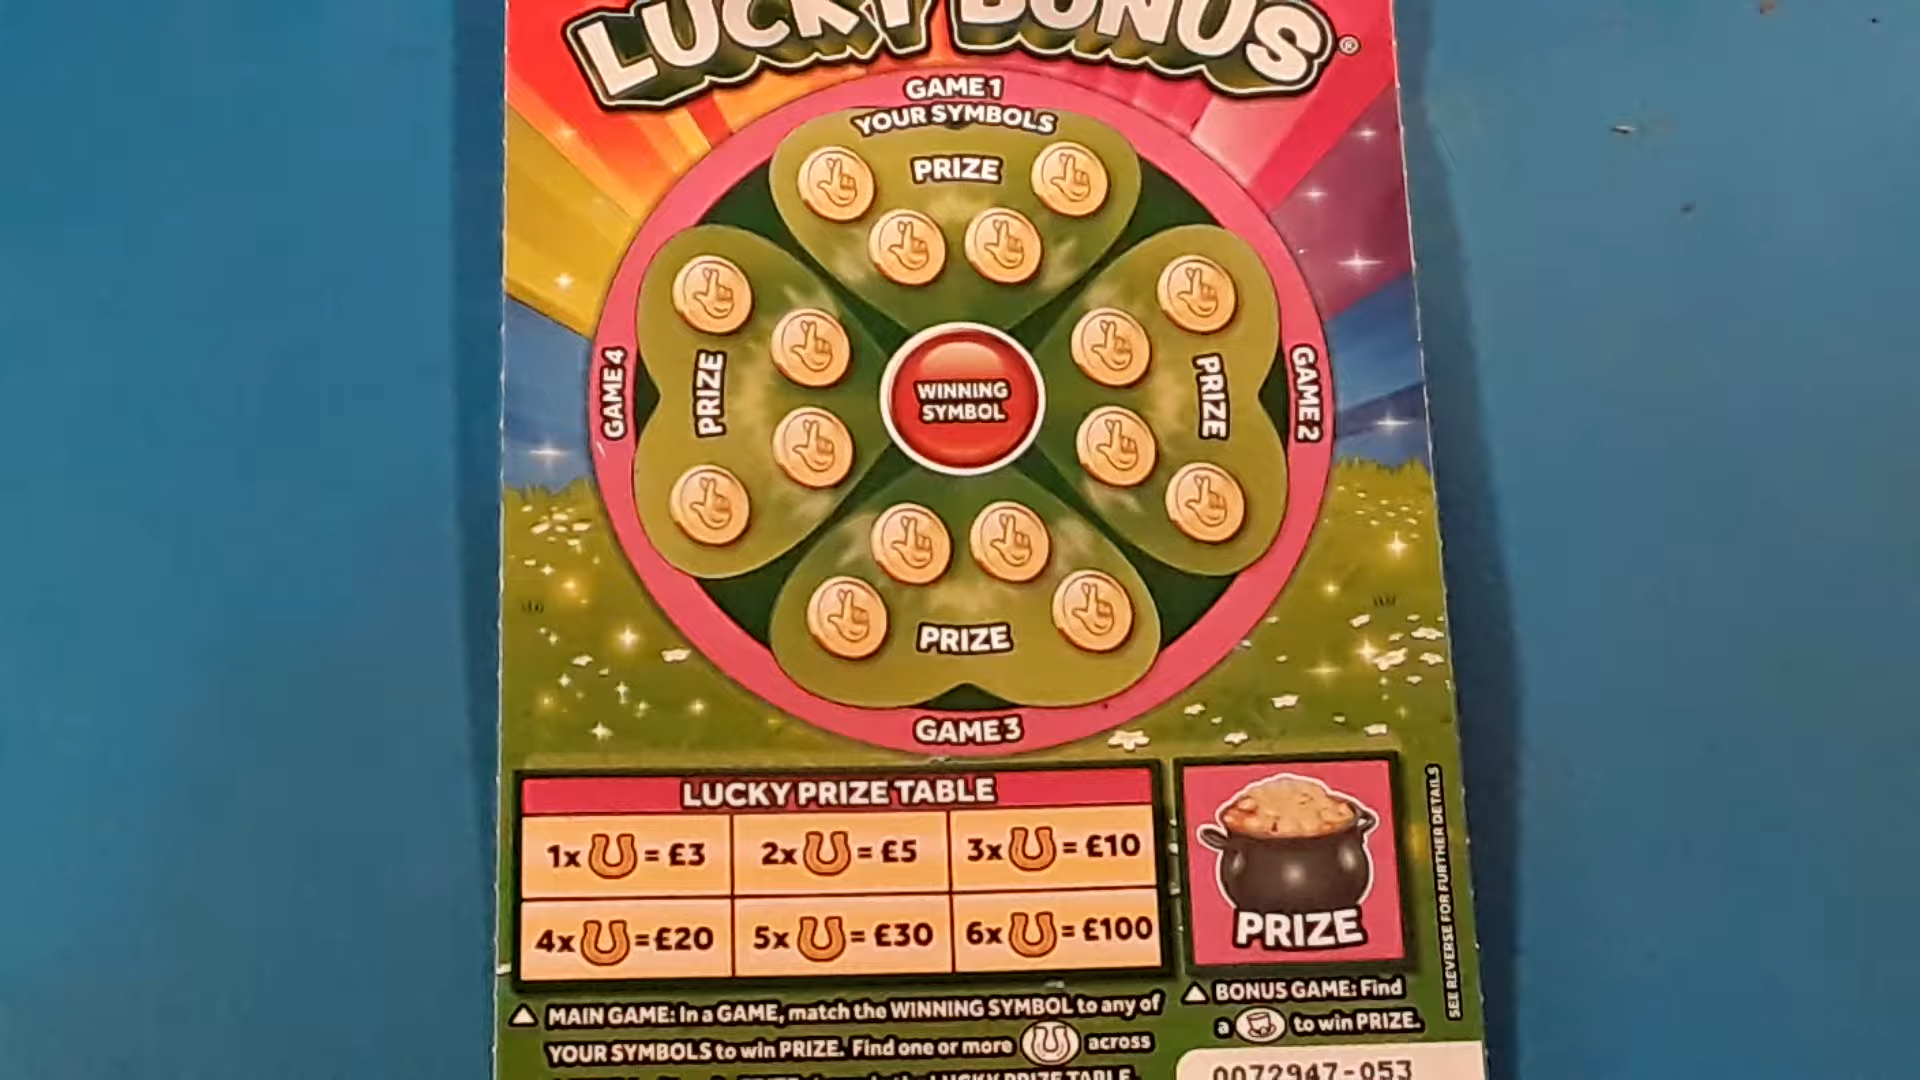 LUCKY BONUS®
GAME 1
YOUR SYMBOLS
PRIZE
GAME 4
PRIZE
WINNING
SYMBOL
PRIZE
GAME 2
PRIZE
GAME 3
LUCKY PRIZE TABLE
1x = £3
2x = £5
3x = £10
4x = £20
5x = £30
6x = £100
PRIZE
SEE REVERSE FOR FURTHER DETAILS
MAIN GAME: In a GAME, match the WINNING SYMBOL to any of
YOUR SYMBOLS to win PRIZE. Find one or more across
LUCKY PRIZE TABLE.
BONUS GAME: Find
a to win PRIZE.
0072947-053